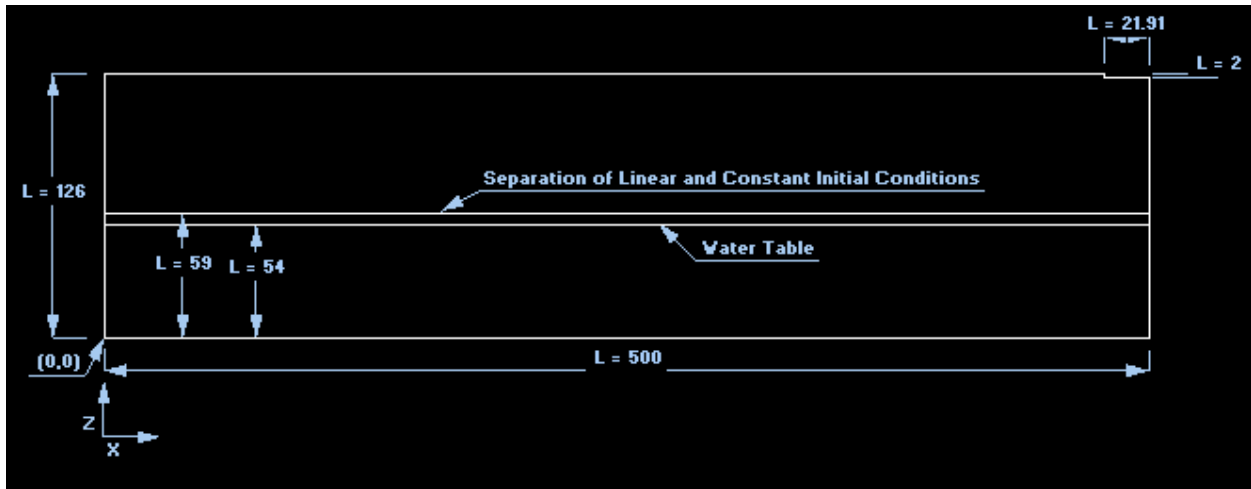 L = 21.91
L = 2
L = 126
Separation of Linear and Constant Initial Conditions
Water Table
L = 59
L = 54
(0,0)
L = 500
Z
X